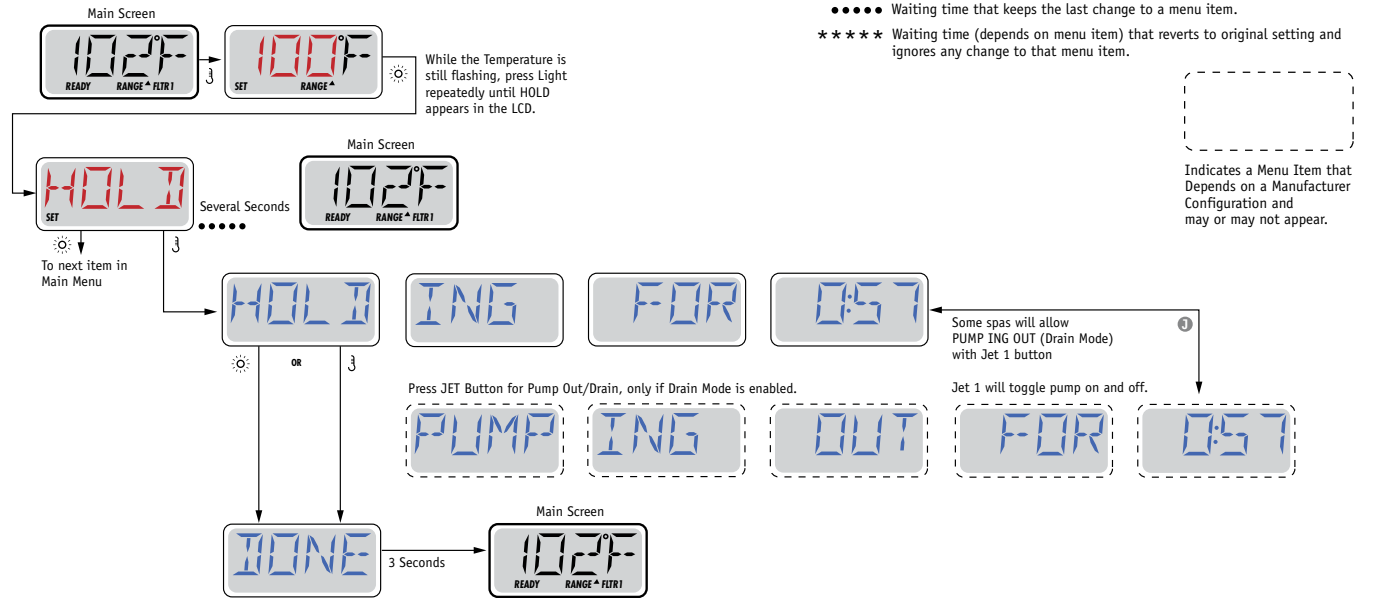 Main Screen
102°F
READY RANGE FLTR1
100°F
SET RANGE
While the Temperature is
still flashing, press Light
repeatedly until HOLD
appears in the LCD.
••••• Waiting time that keeps the last change to a menu item.
***** Waiting time (depends on menu item) that reverts to original setting and
ignores any change to that menu item.
Indicates a Menu Item that
Depends on a Manufacturer
Configuration and
may or may not appear.
HOLD
SET
Several Seconds
•••••
Main Screen
102°F
READY RANGE FLTR1
To next item in
Main Menu
HOLD ING FOR 0:57
Some spas will allow
PUMP ING OUT (Drain Mode)
with Jet 1 button
J
OR
Press JET Button for Pump Out/Drain, only if Drain Mode is enabled.
Jet 1 will toggle pump on and off.
PUMP ING OUT FOR 0:57
DONE
3 Seconds
Main Screen
102°F
READY RANGE FLTR1